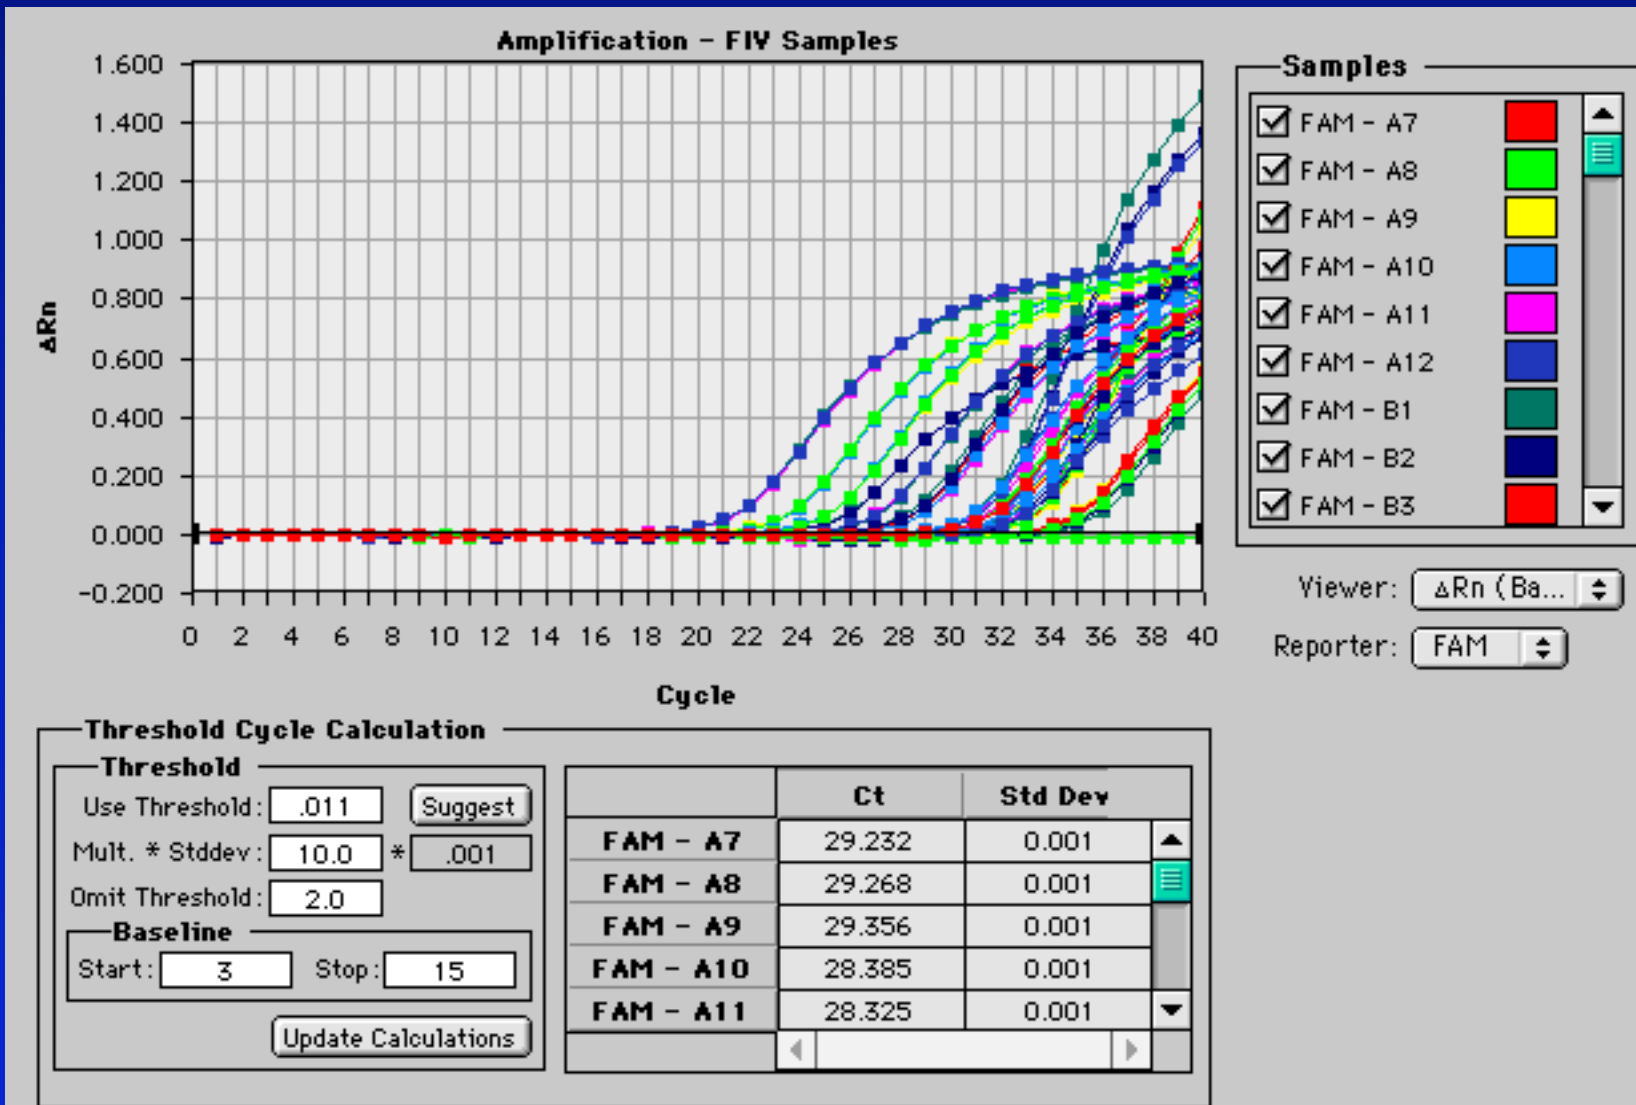 Amplification - FIV Samples
1.600
1.400
1.200
1.000
0.800
0.600
0.400
0.200
0.000
-0.200
ΔRn
0 2 4 6 8 10 12 14 16 18 20 22 24 26 28 30 32 34 36 38 40
Cycle
Samples
FAM - A7
FAM - A8
FAM - A9
FAM - A10
FAM - A11
FAM - A12
FAM - B1
FAM - B2
FAM - B3
Viewer: ΔRn (Ba...
Reporter: FAM
Threshold Cycle Calculation
Threshold
Use Threshold: .011 Suggest
Mult. * Stddev: 10.0 * .001
Omit Threshold: 2.0
Baseline
Start: 3 Stop: 15
Update Calculations
Ct Std Dev
FAM - A7 29.232 0.001
FAM - A8 29.268 0.001
FAM - A9 29.356 0.001
FAM - A10 28.385 0.001
FAM - A11 28.325 0.001